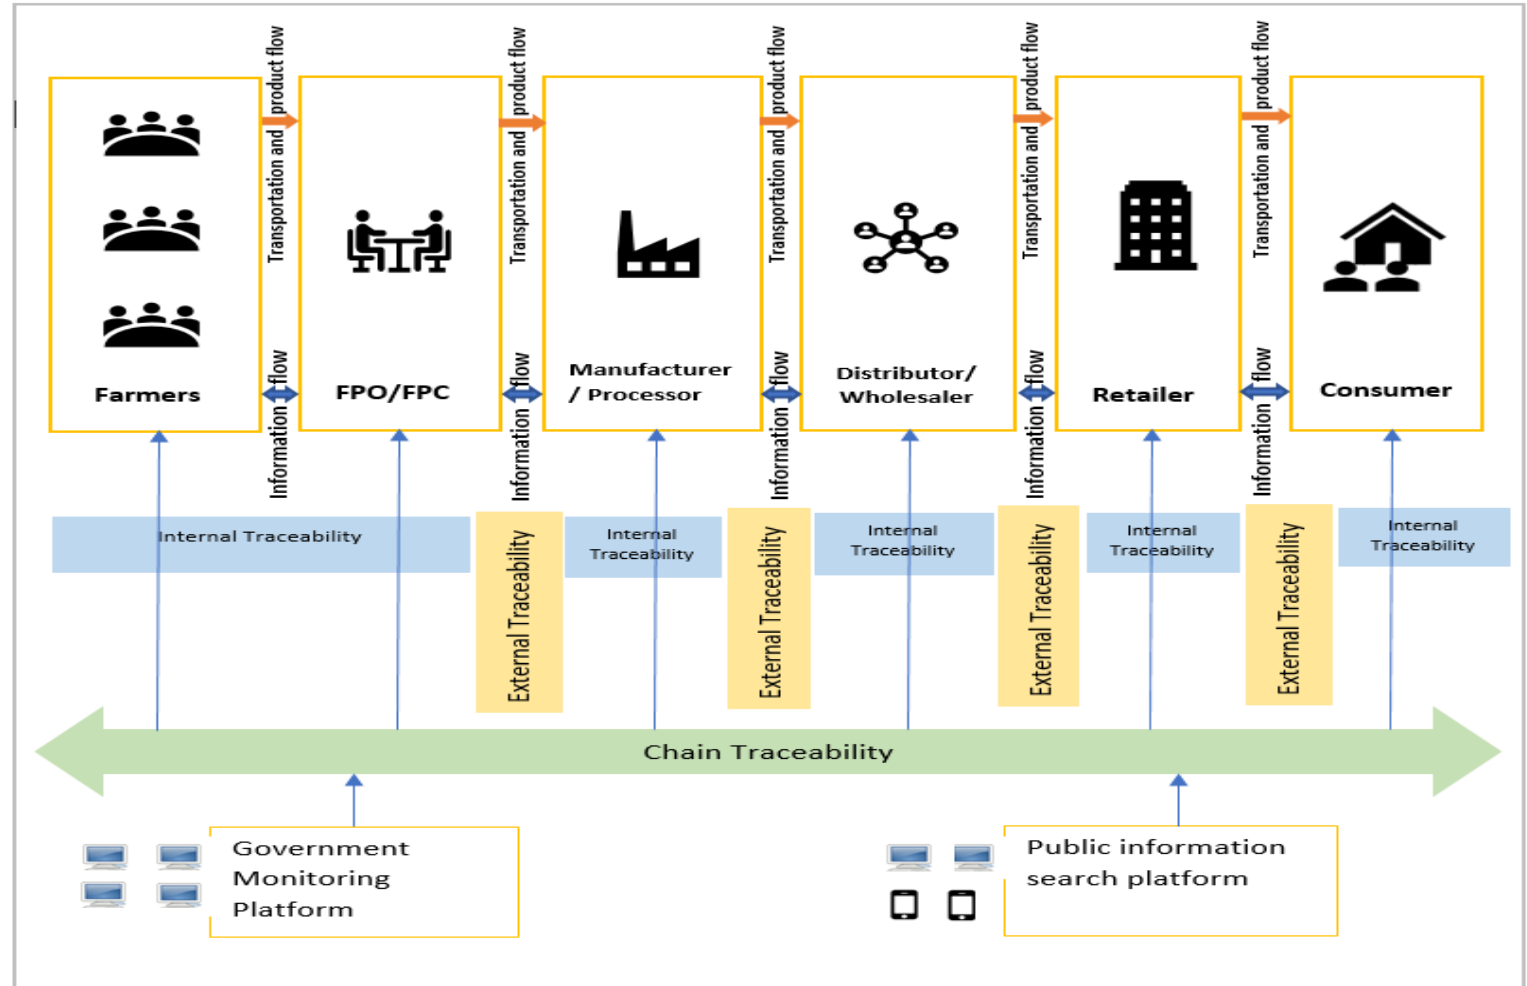 Transportation and product flow
Transportation and product flow
Transportation and product flow
Transportation and product flow
Transportation and product flow
Farmers
FPO/FPC
Manufacturer
/ Processor
Distributor/
Wholesaler
Retailer
Consumer
Information flow
Information flow
Information flow
Information flow
Information flow
Internal Traceability
External Traceability
Internal
Traceability
External Traceability
Internal
Traceability
External Traceability
Internal
Traceability
External Traceability
Internal
Traceability
Chain Traceability
Government
Monitoring
Platform
Public information
search platform